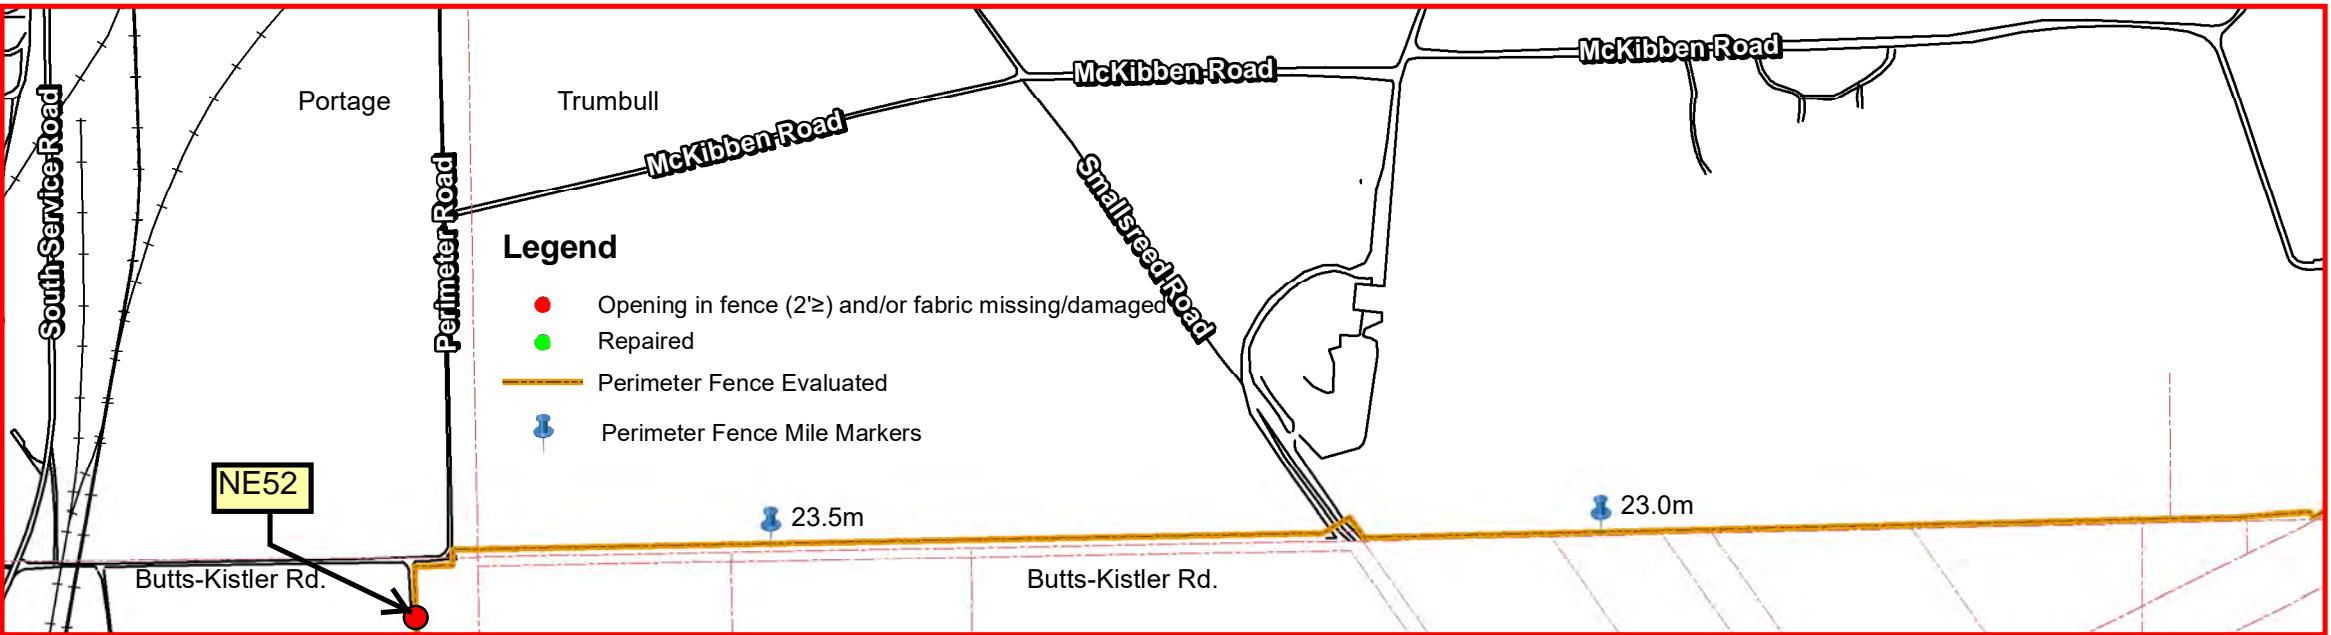 McKibben Road
McKibben Road
Portage
Trumbull
McKibben Road
South Service Road
Perimeter Road
Smallsreed Road
Legend
Opening in fence (2'≥) and/or fabric missing/damaged
Repaired
Perimeter Fence Evaluated
Perimeter Fence Mile Markers
NE52
23.5m
23.0m
Butts-Kistler Rd.
Butts-Kistler Rd.